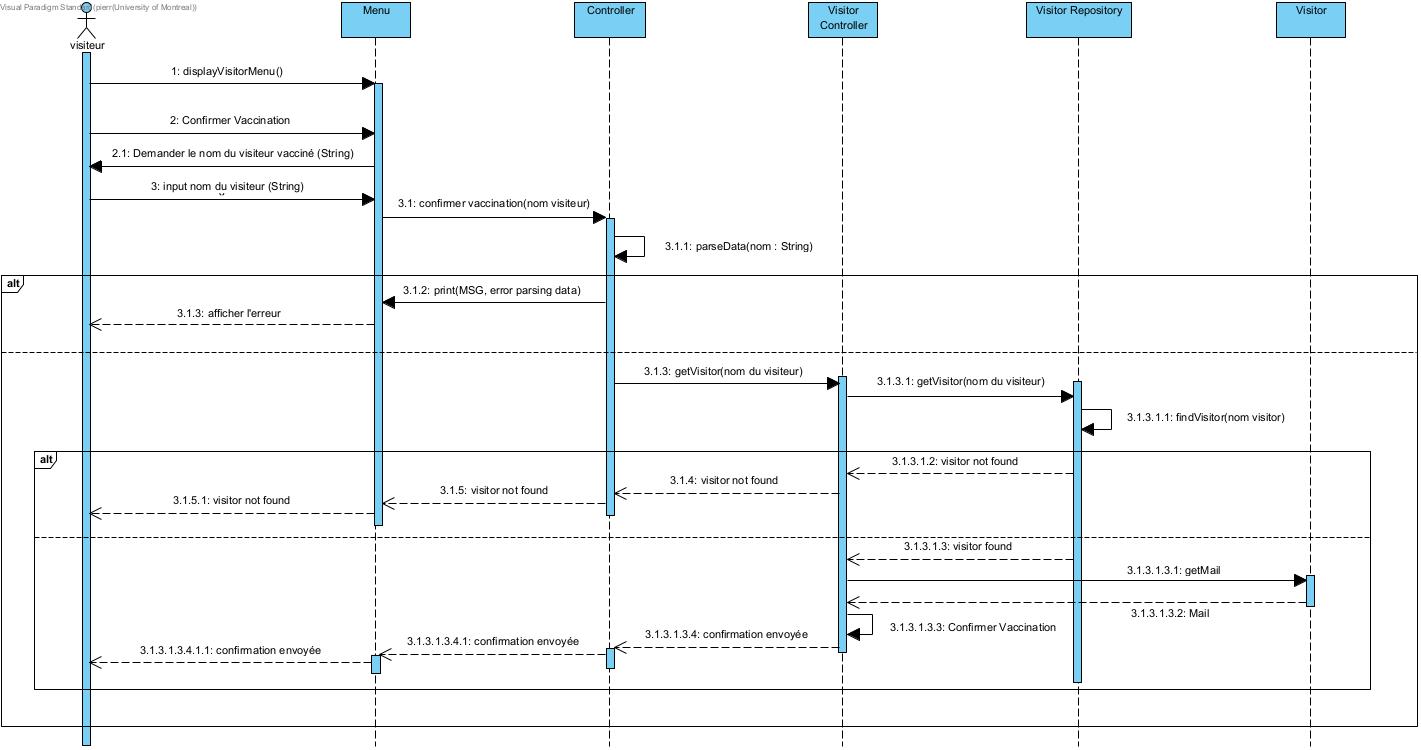 Visual Paradigm Standard (pierr(University of Montreal))
visiteur
Menu
Controller
Visitor
Controller
Visitor Repository
Visitor
1: displayVisitorMenu()
2: Confirmer Vaccination
2.1: Demander le nom du visiteur vacciné (String)
3: input nom du visiteur (String)
3.1: confirmer vaccination(nom visiteur)
3.1.1: parseData(nom : String)
alt
3.1.2: print(MSG, error parsing data)
3.1.3: afficher l'erreur
3.1.3: getVisitor(nom du visiteur)
3.1.3.1: getVisitor(nom du visiteur)
3.1.3.1.1: findVisitor(nom visitor)
alt
3.1.3.1.2: visitor not found
3.1.4: visitor not found
3.1.5: visitor not found
3.1.5.1: visitor not found
3.1.3.1.3: visitor found
3.1.3.1.3.1: getMail
3.1.3.1.3.2: Mail
3.1.3.1.3.3: Confirmer Vaccination
3.1.3.1.3.4: confirmation envoyée
3.1.3.1.3.4.1: confirmation envoyée
3.1.3.1.3.4.1.1: confirmation envoyée